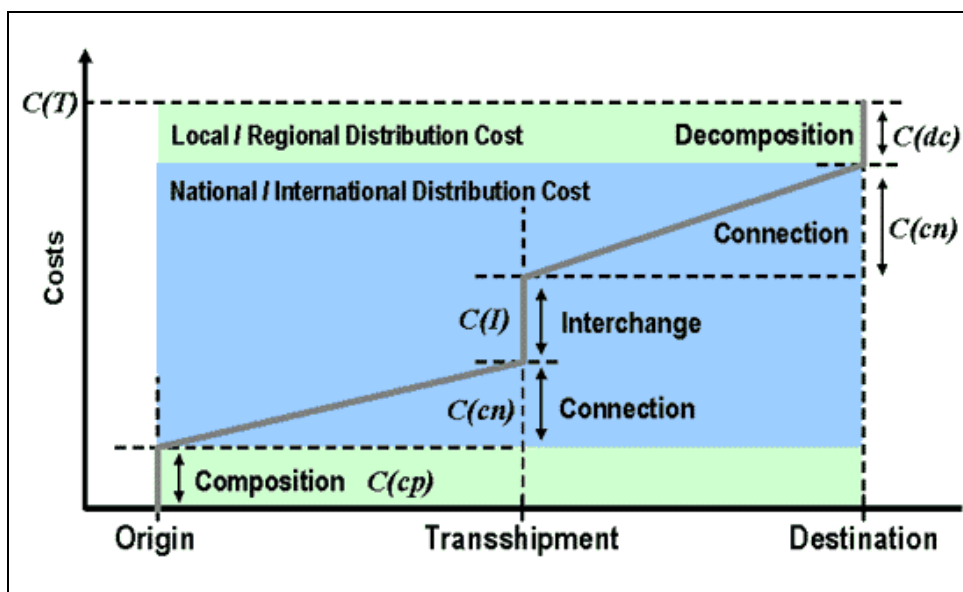 C(T)
Local / Regional Distribution Cost
Decomposition
C(dc)
National / International Distribution Cost
Connection
C(cn)
Costs
C(I)
Interchange
C(cn)
Connection
Composition C(cp)
Origin
Transshipment
Destination